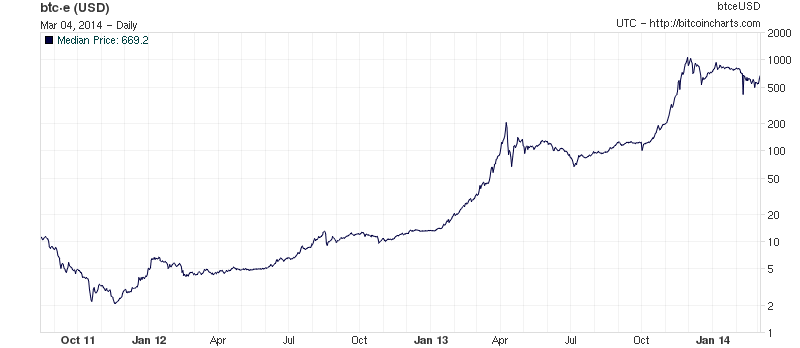 btc-e (USD)
btceUSD
Mar 04, 2014 – Daily
UTC – http://bitcoincharts.com
Median Price: 669.2
2000
1000
500
200
100
50
20
10
5
2
1
Oct 11 Jan 12 Apr Jul Oct Jan 13 Apr Jul Oct Jan 14